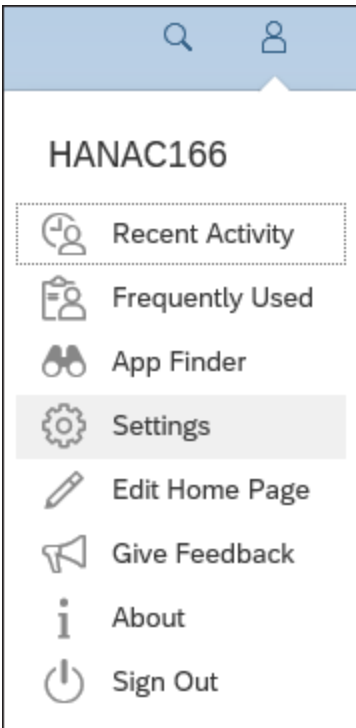 HANAC166
Recent Activity
Frequently Used
App Finder
Settings
Edit Home Page
Give Feedback
About
Sign Out